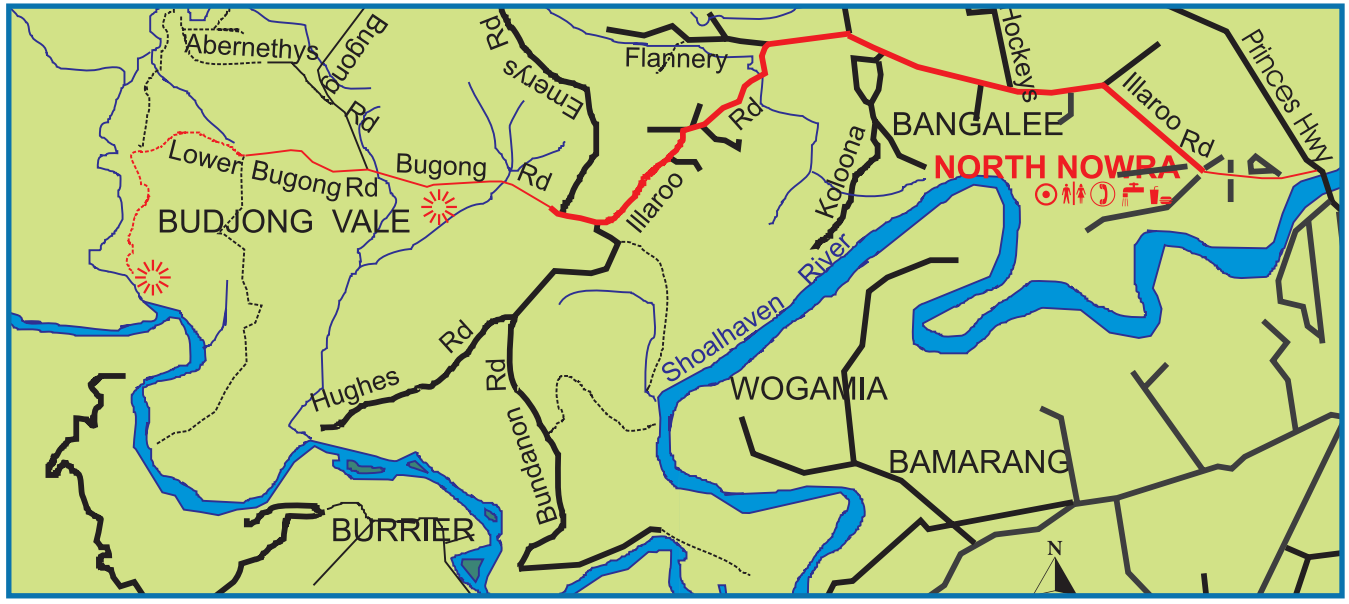 Abernethys Rd
Bugong
Emerys Rd
Flannery
Hockeys
Princes Hwy
Illaroo Rd
BANGALEE
NORTH NOWRA
Koloona
Illaroo Rd
Lower Bugong Rd
Bugong Rd
BUDJONG VALE
Shoalhaven River
Hughes Rd
Bundanon Rd
WOGAMIA
BAMARANG
BURRIER
N